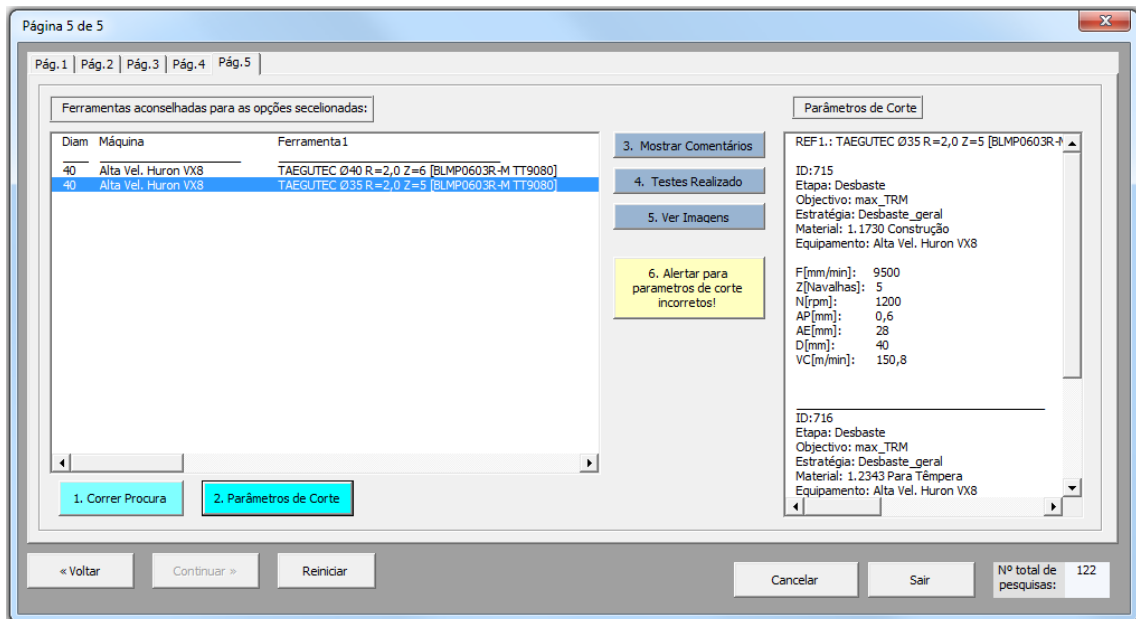 Página 5 de 5
Pág.1 Pág.2 Pág.3 Pág.4 Pág.5
Ferramentas aconselhadas para as opções secelionadas:
Diam Máquina Ferramenta1
40 Alta Vel. Huron VX8 TAEGUTEC Ø40 R=2,0 Z=6 [BLMP0603R-M TT9080]
40 Alta Vel. Huron VX8 TAEGUTEC Ø35 R=2,0 Z=5 [BLMP0603R-M TT9080]
1. Correr Procura
2. Parâmetros de Corte
3. Mostrar Comentários
4. Testes Realizado
5. Ver Imagens
6. Alertar para
parametros de corte
incorretos!
Parâmetros de Corte
REF1.: TAEGUTEC Ø35 R=2,0 Z=5 [BLMP0603R-M
ID:715
Etapa: Desbaste
Objectivo: max_TRM
Estratégia: Desbaste_geral
Material: 1.1730 Construção
Equipamento: Alta Vel. Huron VX8
F[mm/min]: 9500
Z[Navalhas]: 5
N[rpm]: 1200
AP[mm]: 0,6
AE[mm]: 28
D[mm]: 40
VC[m/min]: 150,8
ID:716
Etapa: Desbaste
Objectivo: max_TRM
Estratégia: Desbaste_geral
Material: 1.2343 Para Têmpera
Equipamento: Alta Vel. Huron VX8
« Voltar
Continuar »
Reiniciar
Cancelar
Sair
Nº total de
pesquisas:
122